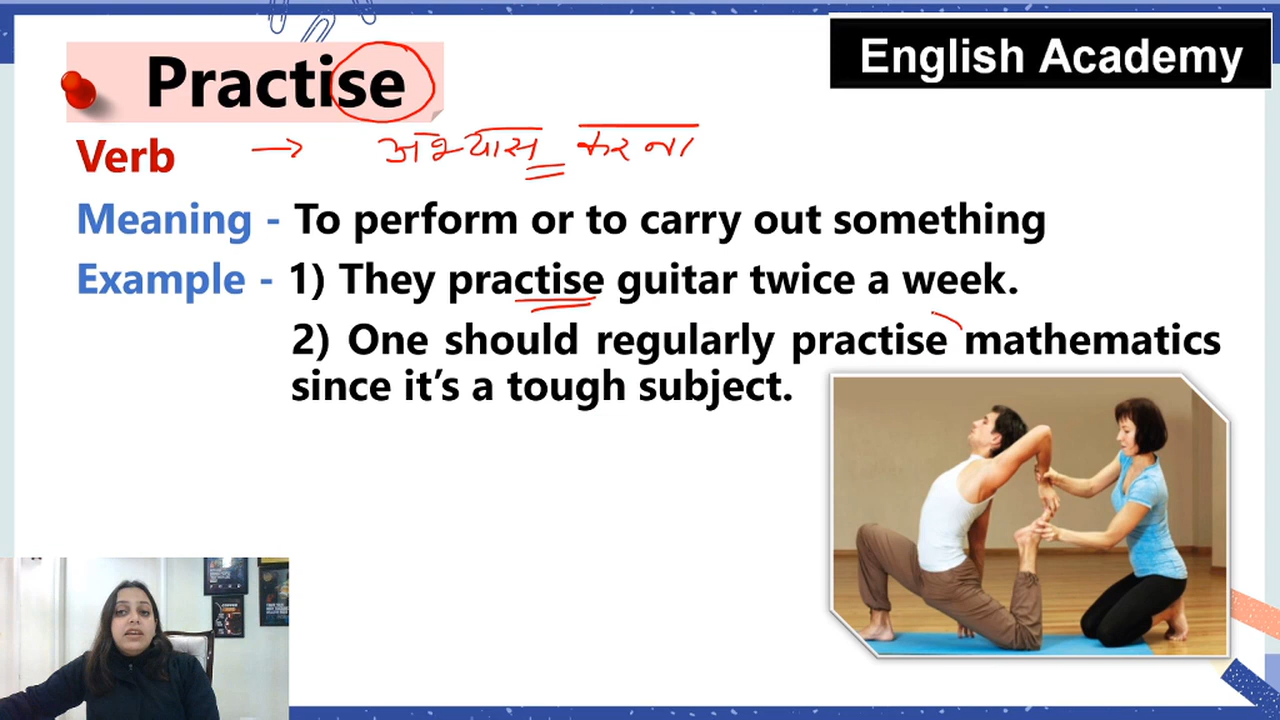 Practise
English Academy
Verb → अभ्यास करना
Meaning - To perform or to carry out something
Example - 1) They practise guitar twice a week.
2) One should regularly practise mathematics
since it's a tough subject.